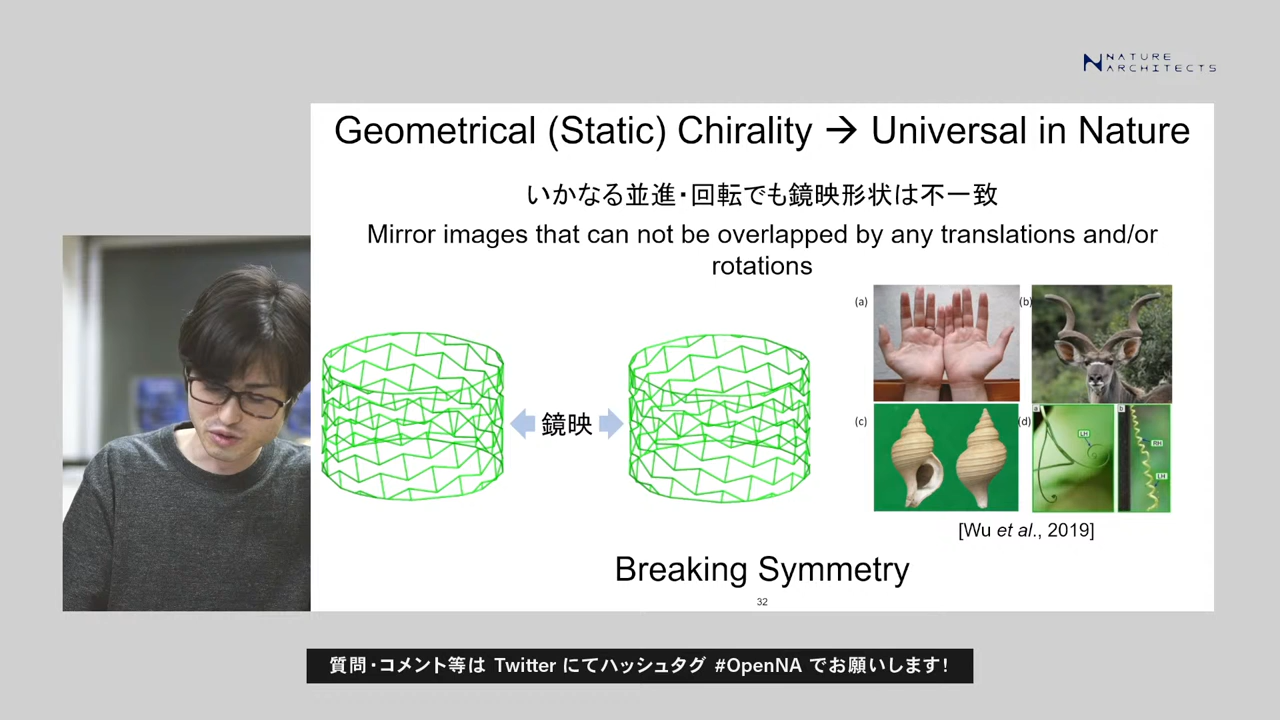 NATURE
ARCHITECTS
Geometrical (Static) Chirality → Universal in Nature
いかなる並進・回転でも鏡映形状は不一致
Mirror images that can not be overlapped by any translations and/or
rotations
(a)
(b)
鏡映
(c)
(d)
a
b
LH
RH
LH
[Wu et al., 2019]
Breaking Symmetry
32
質問・コメント等は Twitter にてハッシュタグ #OpenNA でお願いします!